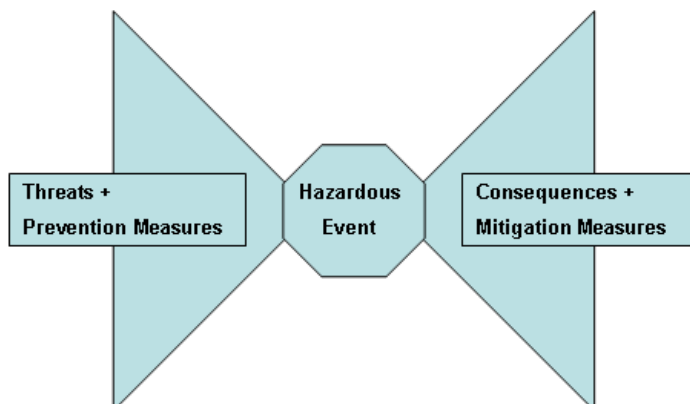 Threats +
Prevention Measures
Hazardous
Event
Consequences +
Mitigation Measures